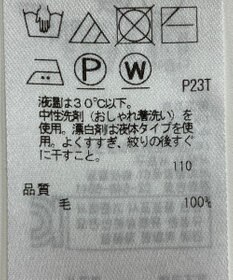 P
W
P23T
液温は30℃以下。
中性洗剤（おしゃれ着洗い）を
使用。漂白剤は液体タイプを使
用。よくすすぎ、絞りの後すぐ
に干すこと。
110
品質
毛 100%